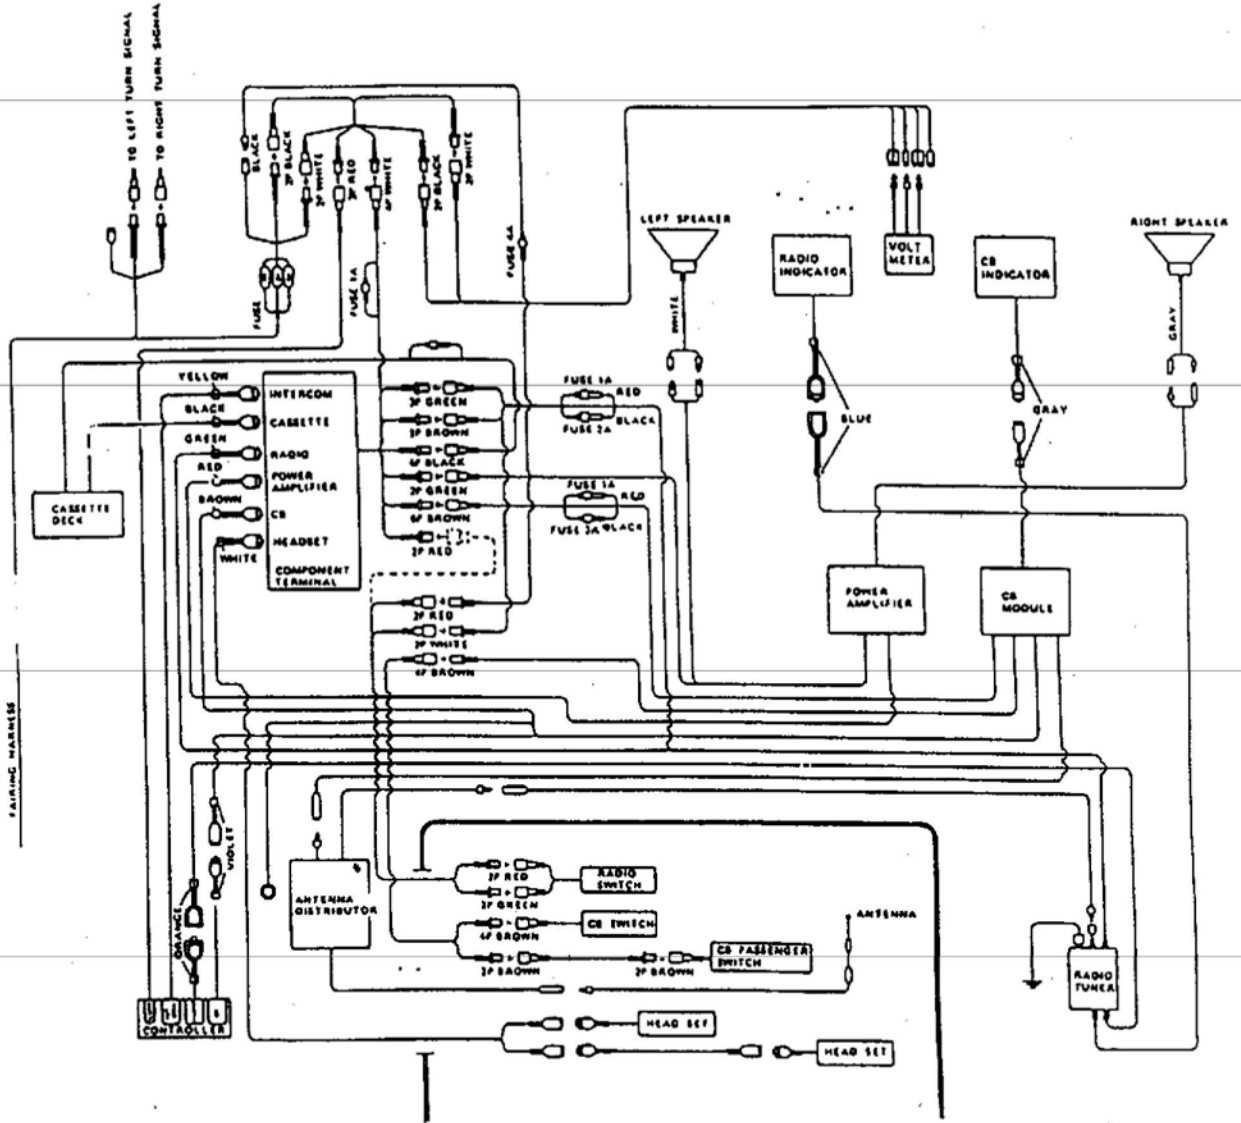 TO LEFT TURN SIGNAL
TO RIGHT TURN SIGNAL
BLACK
2P BLACK
2P WHITE
2P RED
6P WHITE
2P BLACK
2P WHITE
FUSE 4A
FUSE
FUSE 1A
LEFT SPEAKER
WHITE
RADIO
INDICATOR
VOLT
METER
CB
INDICATOR
RIGHT SPEAKER
GRAY
YELLOW
INTERCOM
BLACK
CASSETTE
GREEN
RADIO
RED
POWER
AMPLIFIER
BROWN
CB
HEADSET
WHITE
COMPONENT
TERMINAL
CASSETTE
DECK
3P GREEN
3P BROWN
6P BLACK
2P GREEN
6P BROWN
2P RED
FUSE 1A
RED
FUSE 2A
BLACK
FUSE 1A
RED
FUSE
BLACK
BLUE
GRAY
2P RED
2P WHITE
4P BROWN
POWER
AMPLIFIER
CB
MODULE
FAIRING HARNESS
VIOLET
ORANGE
ANTENNA
DISTRIBUTOR
2P RED
2P GREEN
RADIO
SWITCH
4P BROWN
CB SWITCH
2P BROWN
2P BROWN
CB PASSENGER
SWITCH
ANTENNA
RADIO
TUNER
CONTROLLER
HEAD SET
HEAD SET